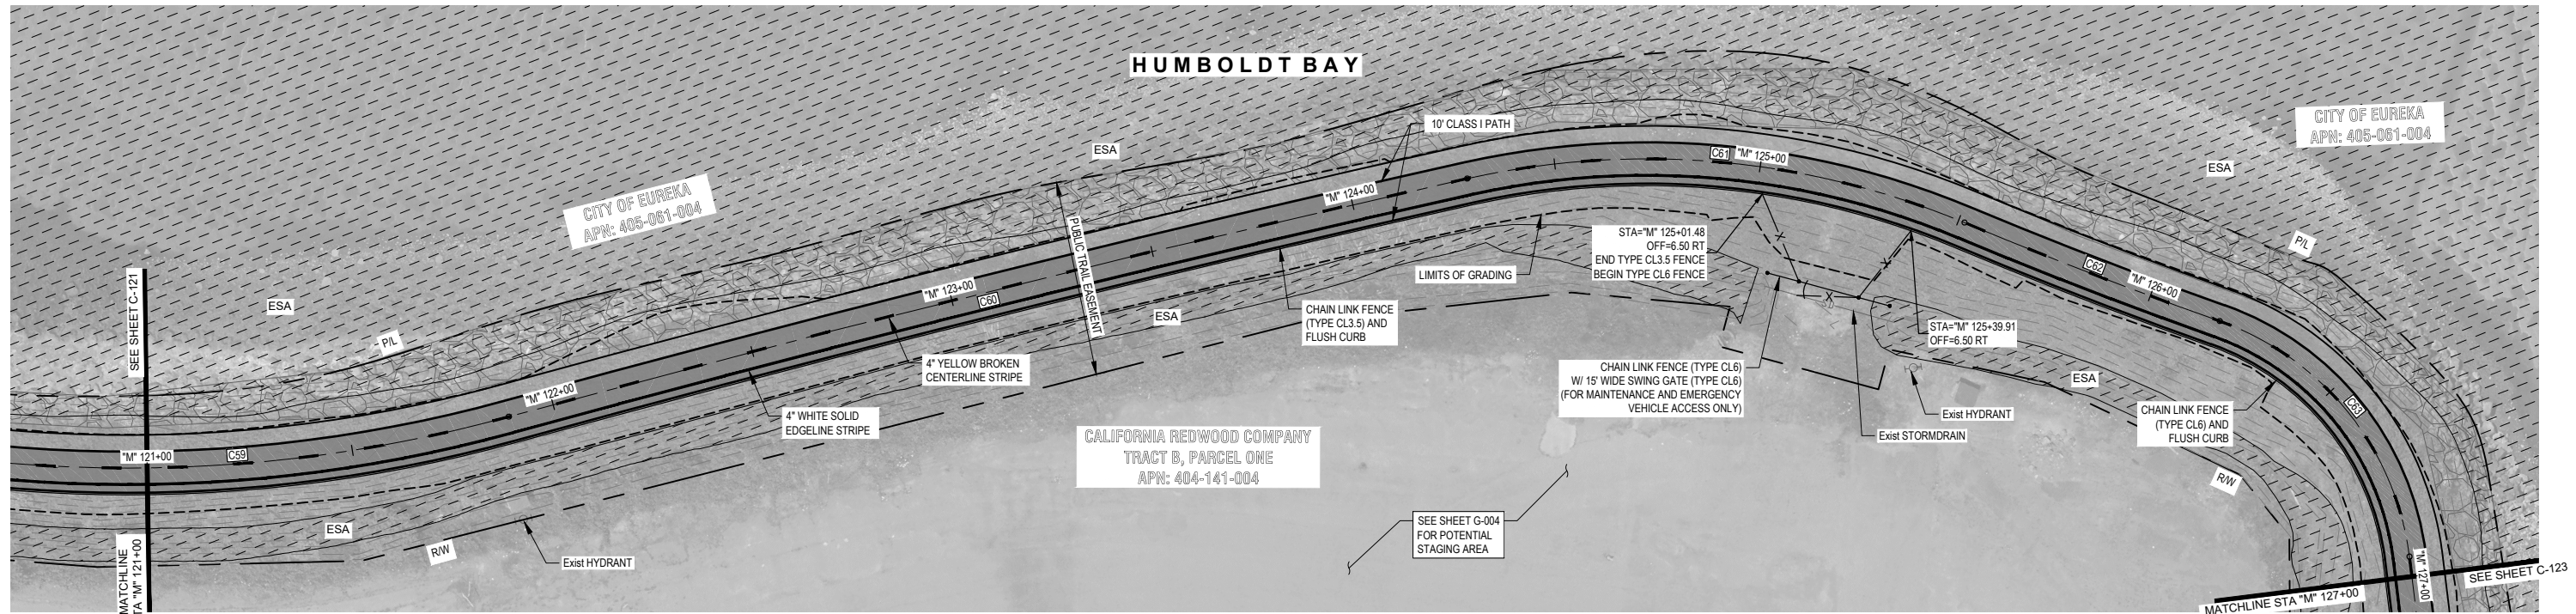 HUMBOLDT BAY
CITY OF EUREKA
APN: 405-061-004
10' CLASS I PATH
C61
"M" 125+00
ESA
ESA
CITY OF EUREKA
APN: 405-061-004
"M" 124+00
PUBLIC TRAIL EASEMENT
STA="M" 125+01.48
OFF=6.50 RT
END TYPE CL3.5 FENCE
BEGIN TYPE CL6 FENCE
P/L
C62
LIMITS OF GRADING
SEE SHEET C-121
ESA
"M" 123+00
C60
"M" 126+00
ESA
CHAIN LINK FENCE
(TYPE CL3.5) AND
FLUSH CURB
STA="M" 125+39.91
OFF=6.50 RT
P/L
4" YELLOW BROKEN
CENTERLINE STRIPE
CHAIN LINK FENCE (TYPE CL6)
W/ 15' WIDE SWING GATE (TYPE CL6)
(FOR MAINTENANCE AND EMERGENCY
VEHICLE ACCESS ONLY)
ESA
"M" 122+00
4" WHITE SOLID
EDGELINE STRIPE
Exist HYDRANT
CHAIN LINK FENCE
(TYPE CL6) AND
FLUSH CURB
C63
Exist STORMDRAIN
CALIFORNIA REDWOOD COMPANY
TRACT B, PARCEL ONE
APN: 404-141-004
"M" 121+00
C59
R/W
ESA
SEE SHEET G-004
FOR POTENTIAL
STAGING AREA
R/W
Exist HYDRANT
MATCHLINE
STA "M" 121+00
"M" 127+00
SEE SHEET C-123
MATCHLINE STA "M" 127+00